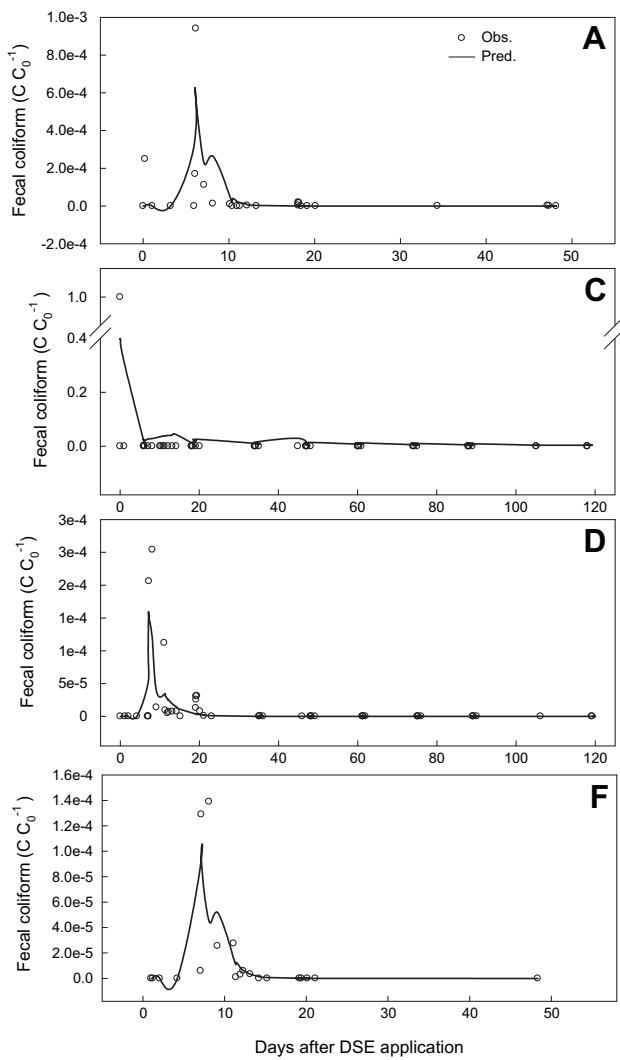 A
Obs.
Pred.
Fecal coliform (C C0-1)
1.0e-3
8.0e-4
6.0e-4
4.0e-4
2.0e-4
0.0
-2.0e-4
0 10 20 30 40 50
C
Fecal coliform (C C0-1)
1.0
0.4
0.2
0.0
0 20 40 60 80 100 120
D
Fecal coliform (C C0-1)
3e-4
3e-4
2e-4
2e-4
1e-4
5e-5
0
0 20 40 60 80 100 120
F
Fecal coliform (C C0-1)
1.6e-4
1.4e-4
1.2e-4
1.0e-4
8.0e-5
6.0e-5
4.0e-5
2.0e-5
0.0
0 10 20 30 40 50
Days after DSE application